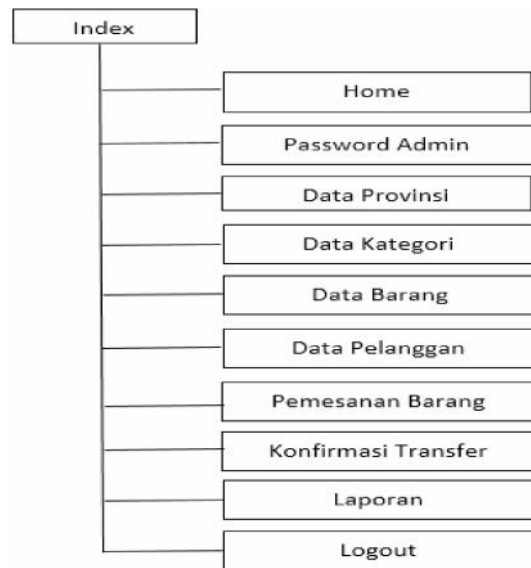 Index
Home
Password Admin
Data Provinsi
Data Kategori
Data Barang
Data Pelanggan
Pemesanan Barang
Konfirmasi Transfer
Laporan
Logout